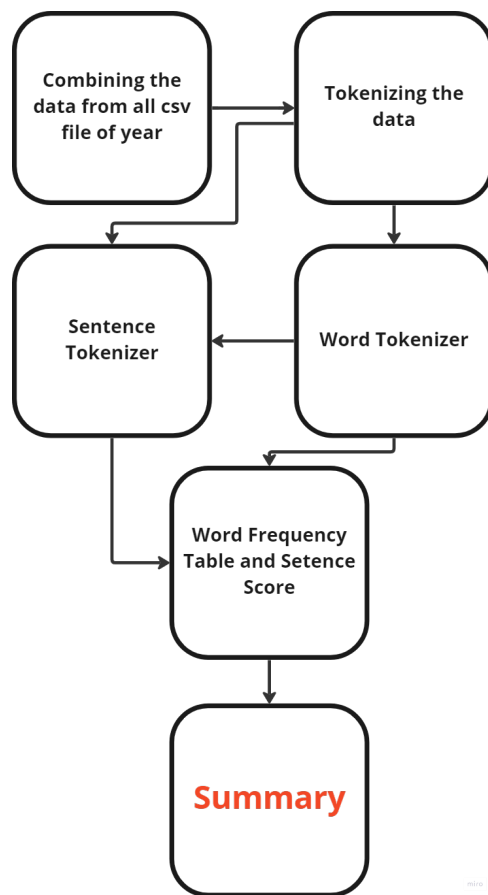 Combining the
data from all csv
file of year
Tokenizing the
data
Sentence
Tokenizer
Word Tokenizer
Word Frequency
Table and Setence
Score
Summary
miro